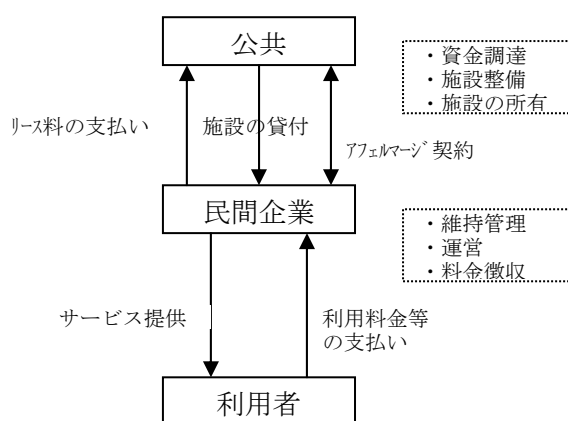 公共
・資金調達
・施設整備
・施設の所有
ﾘｰｽ料の支払い
施設の貸付
ｱﾌｪﾙﾏｰｼﾞ契約
民間企業
・維持管理
・運営
・料金徴収
サービス提供
利用料金等
の支払い
利用者